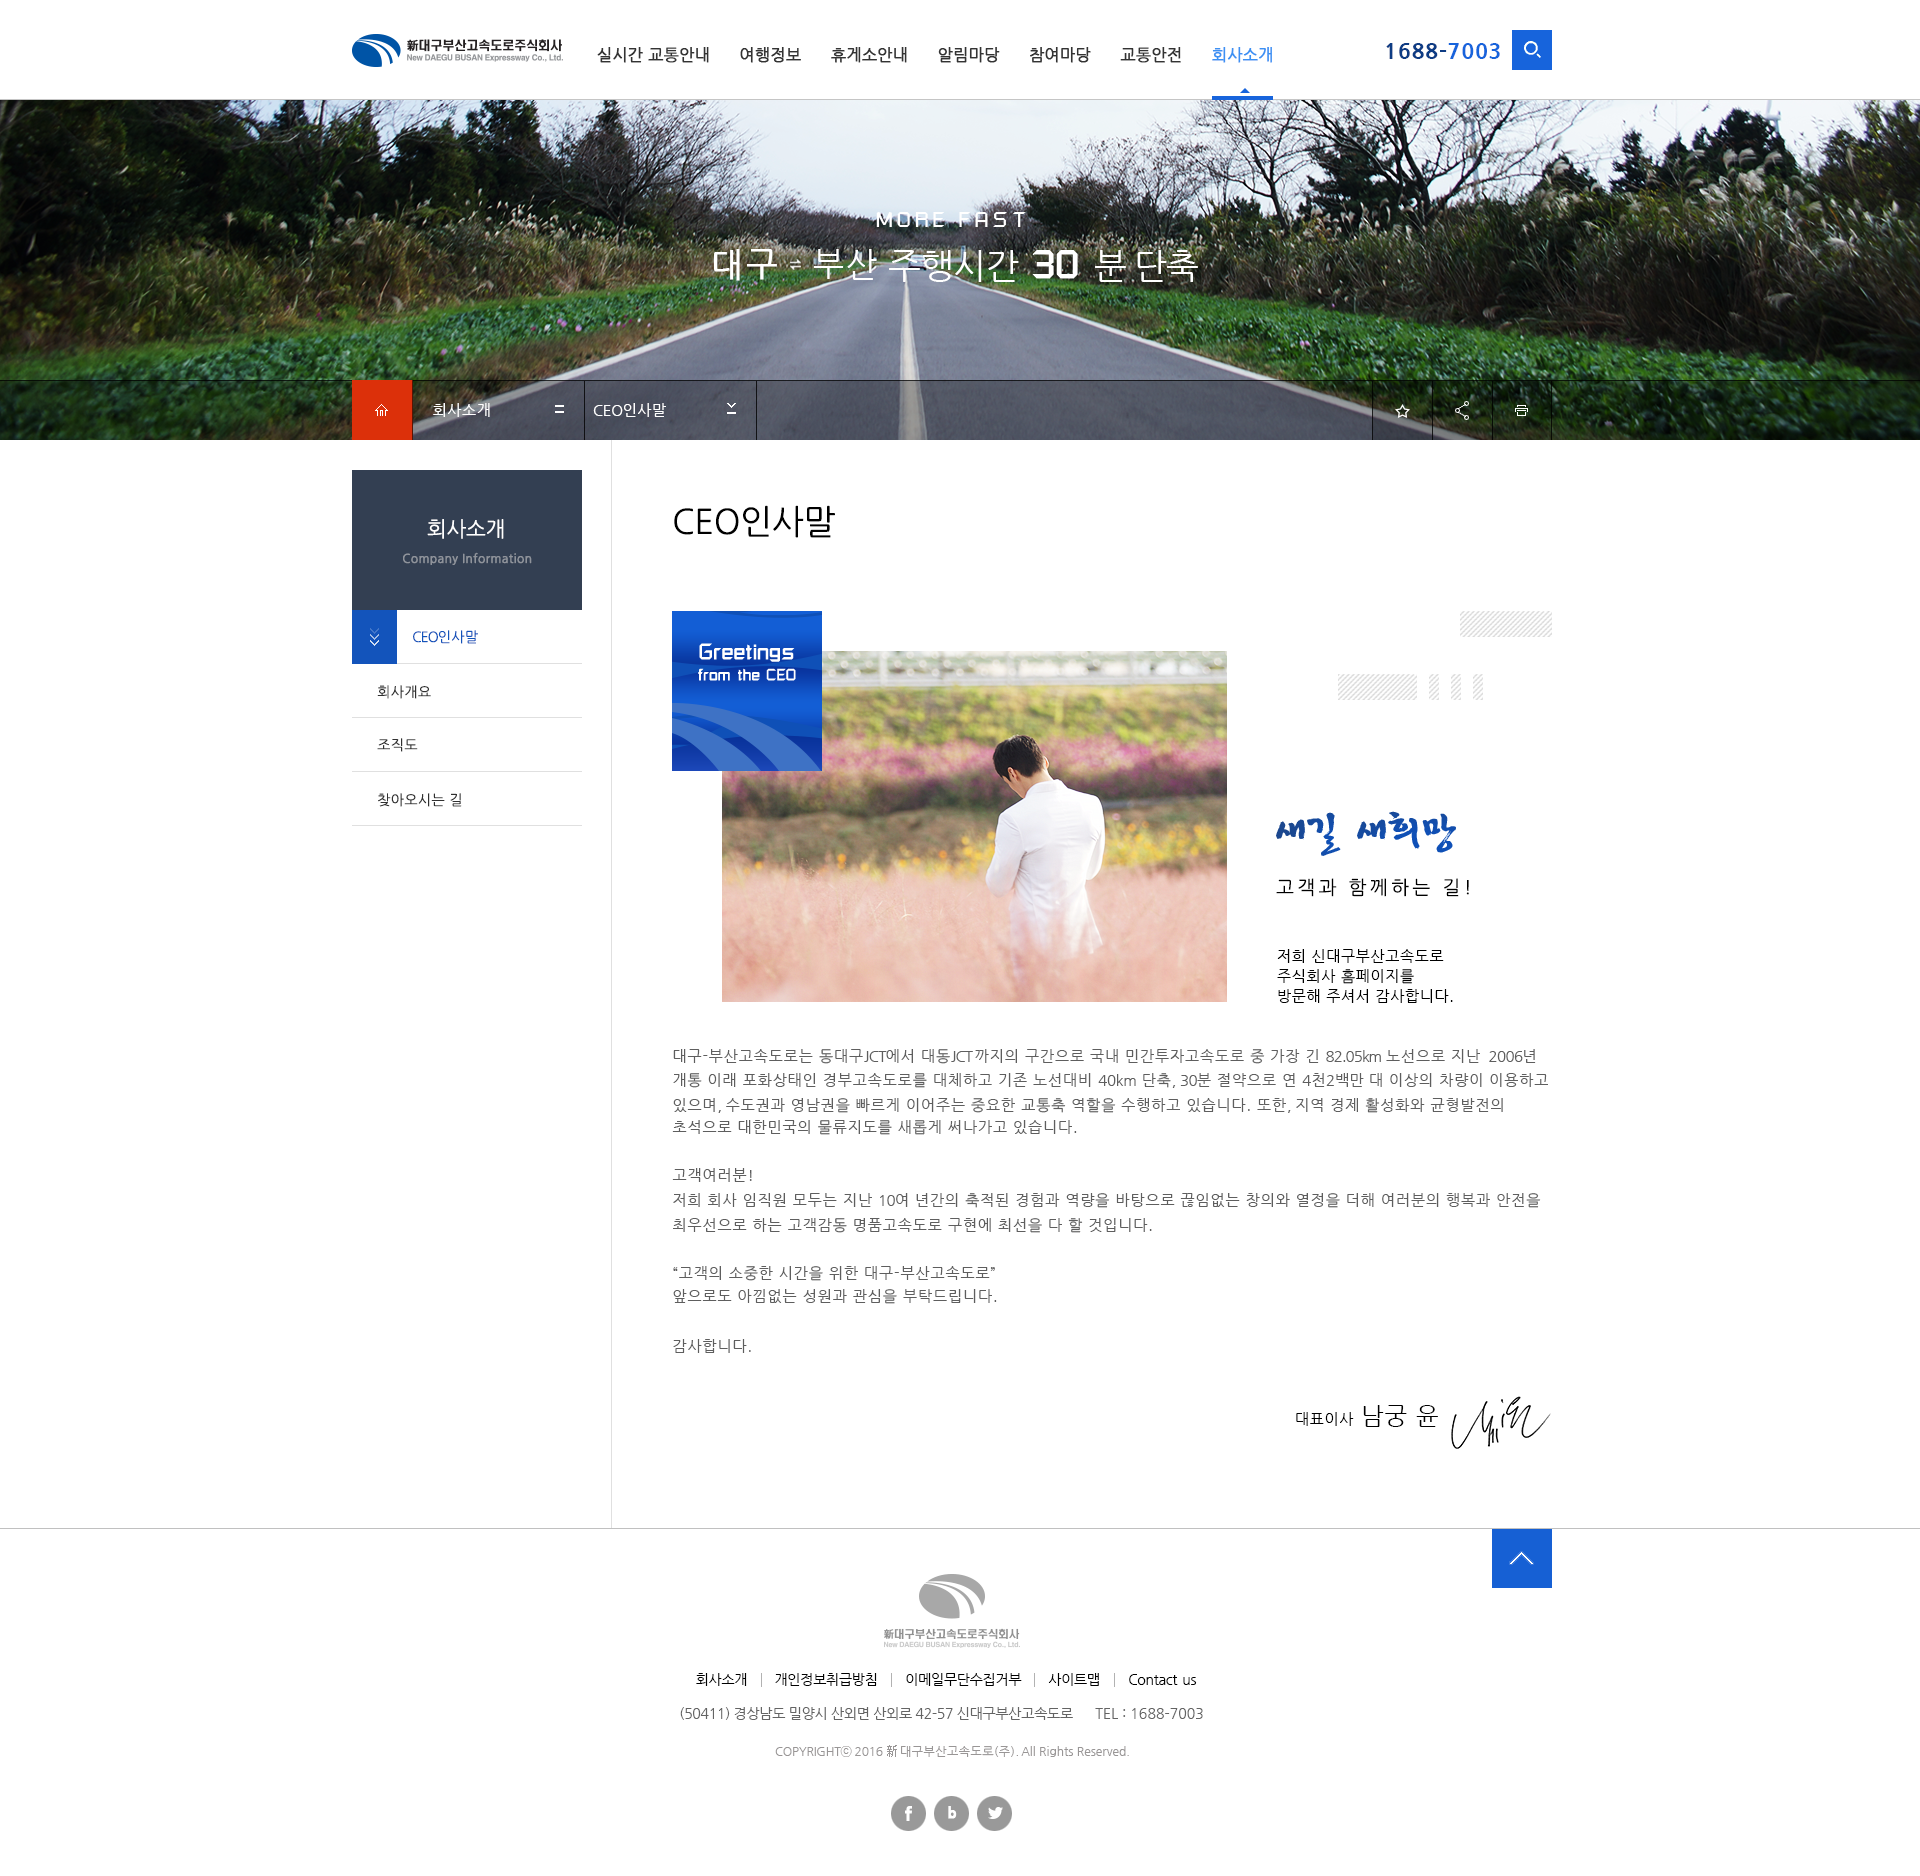 新대구부산고속도로주식회사
New DAEGU BUSAN Expressway Co., Ltd.
실시간 교통안내 여행정보 휴게소안내 알림마당 참여마당 교통안전 회사소개
1688-7003
MORE FAST
대구 ⇌ 부산 주행시간 30 분 단축
회사소개
CEO인사말
회사소개
Company Information
CEO인사말
회사개요
조직도
찾아오시는 길
CEO인사말
Greetings
from the CEO
새길 새희망
고객과 함께하는 길!
저희 신대구부산고속도로
주식회사 홈페이지를
방문해 주셔서 감사합니다.
대구-부산고속도로는 동대구JCT에서 대동JCT까지의 구간으로 국내 민간투자고속도로 중 가장 긴 82.05km 노선으로 지난 2006년
개통 이래 포화상태인 경부고속도로를 대체하고 기존 노선대비 40km 단축, 30분 절약으로 연 4천2백만 대 이상의 차량이 이용하고
있으며, 수도권과 영남권을 빠르게 이어주는 중요한 교통축 역할을 수행하고 있습니다. 또한, 지역 경제 활성화와 균형발전의
초석으로 대한민국의 물류지도를 새롭게 써나가고 있습니다.
고객여러분!
저희 회사 임직원 모두는 지난 10여 년간의 축적된 경험과 역량을 바탕으로 끊임없는 창의와 열정을 더해 여러분의 행복과 안전을
최우선으로 하는 고객감동 명품고속도로 구현에 최선을 다 할 것입니다.
“고객의 소중한 시간을 위한 대구-부산고속도로”
앞으로도 아낌없는 성원과 관심을 부탁드립니다.
감사합니다.
대표이사 남궁 윤
新대구부산고속도로주식회사
New DAEGU BUSAN Expressway Co., Ltd.
회사소개 | 개인정보취급방침 | 이메일무단수집거부 | 사이트맵 | Contact us
(50411) 경상남도 밀양시 산외면 산외로 42-57 신대구부산고속도로 TEL : 1688-7003
COPYRIGHTⓒ 2016 新 대구부산고속도로(주). All Rights Reserved.